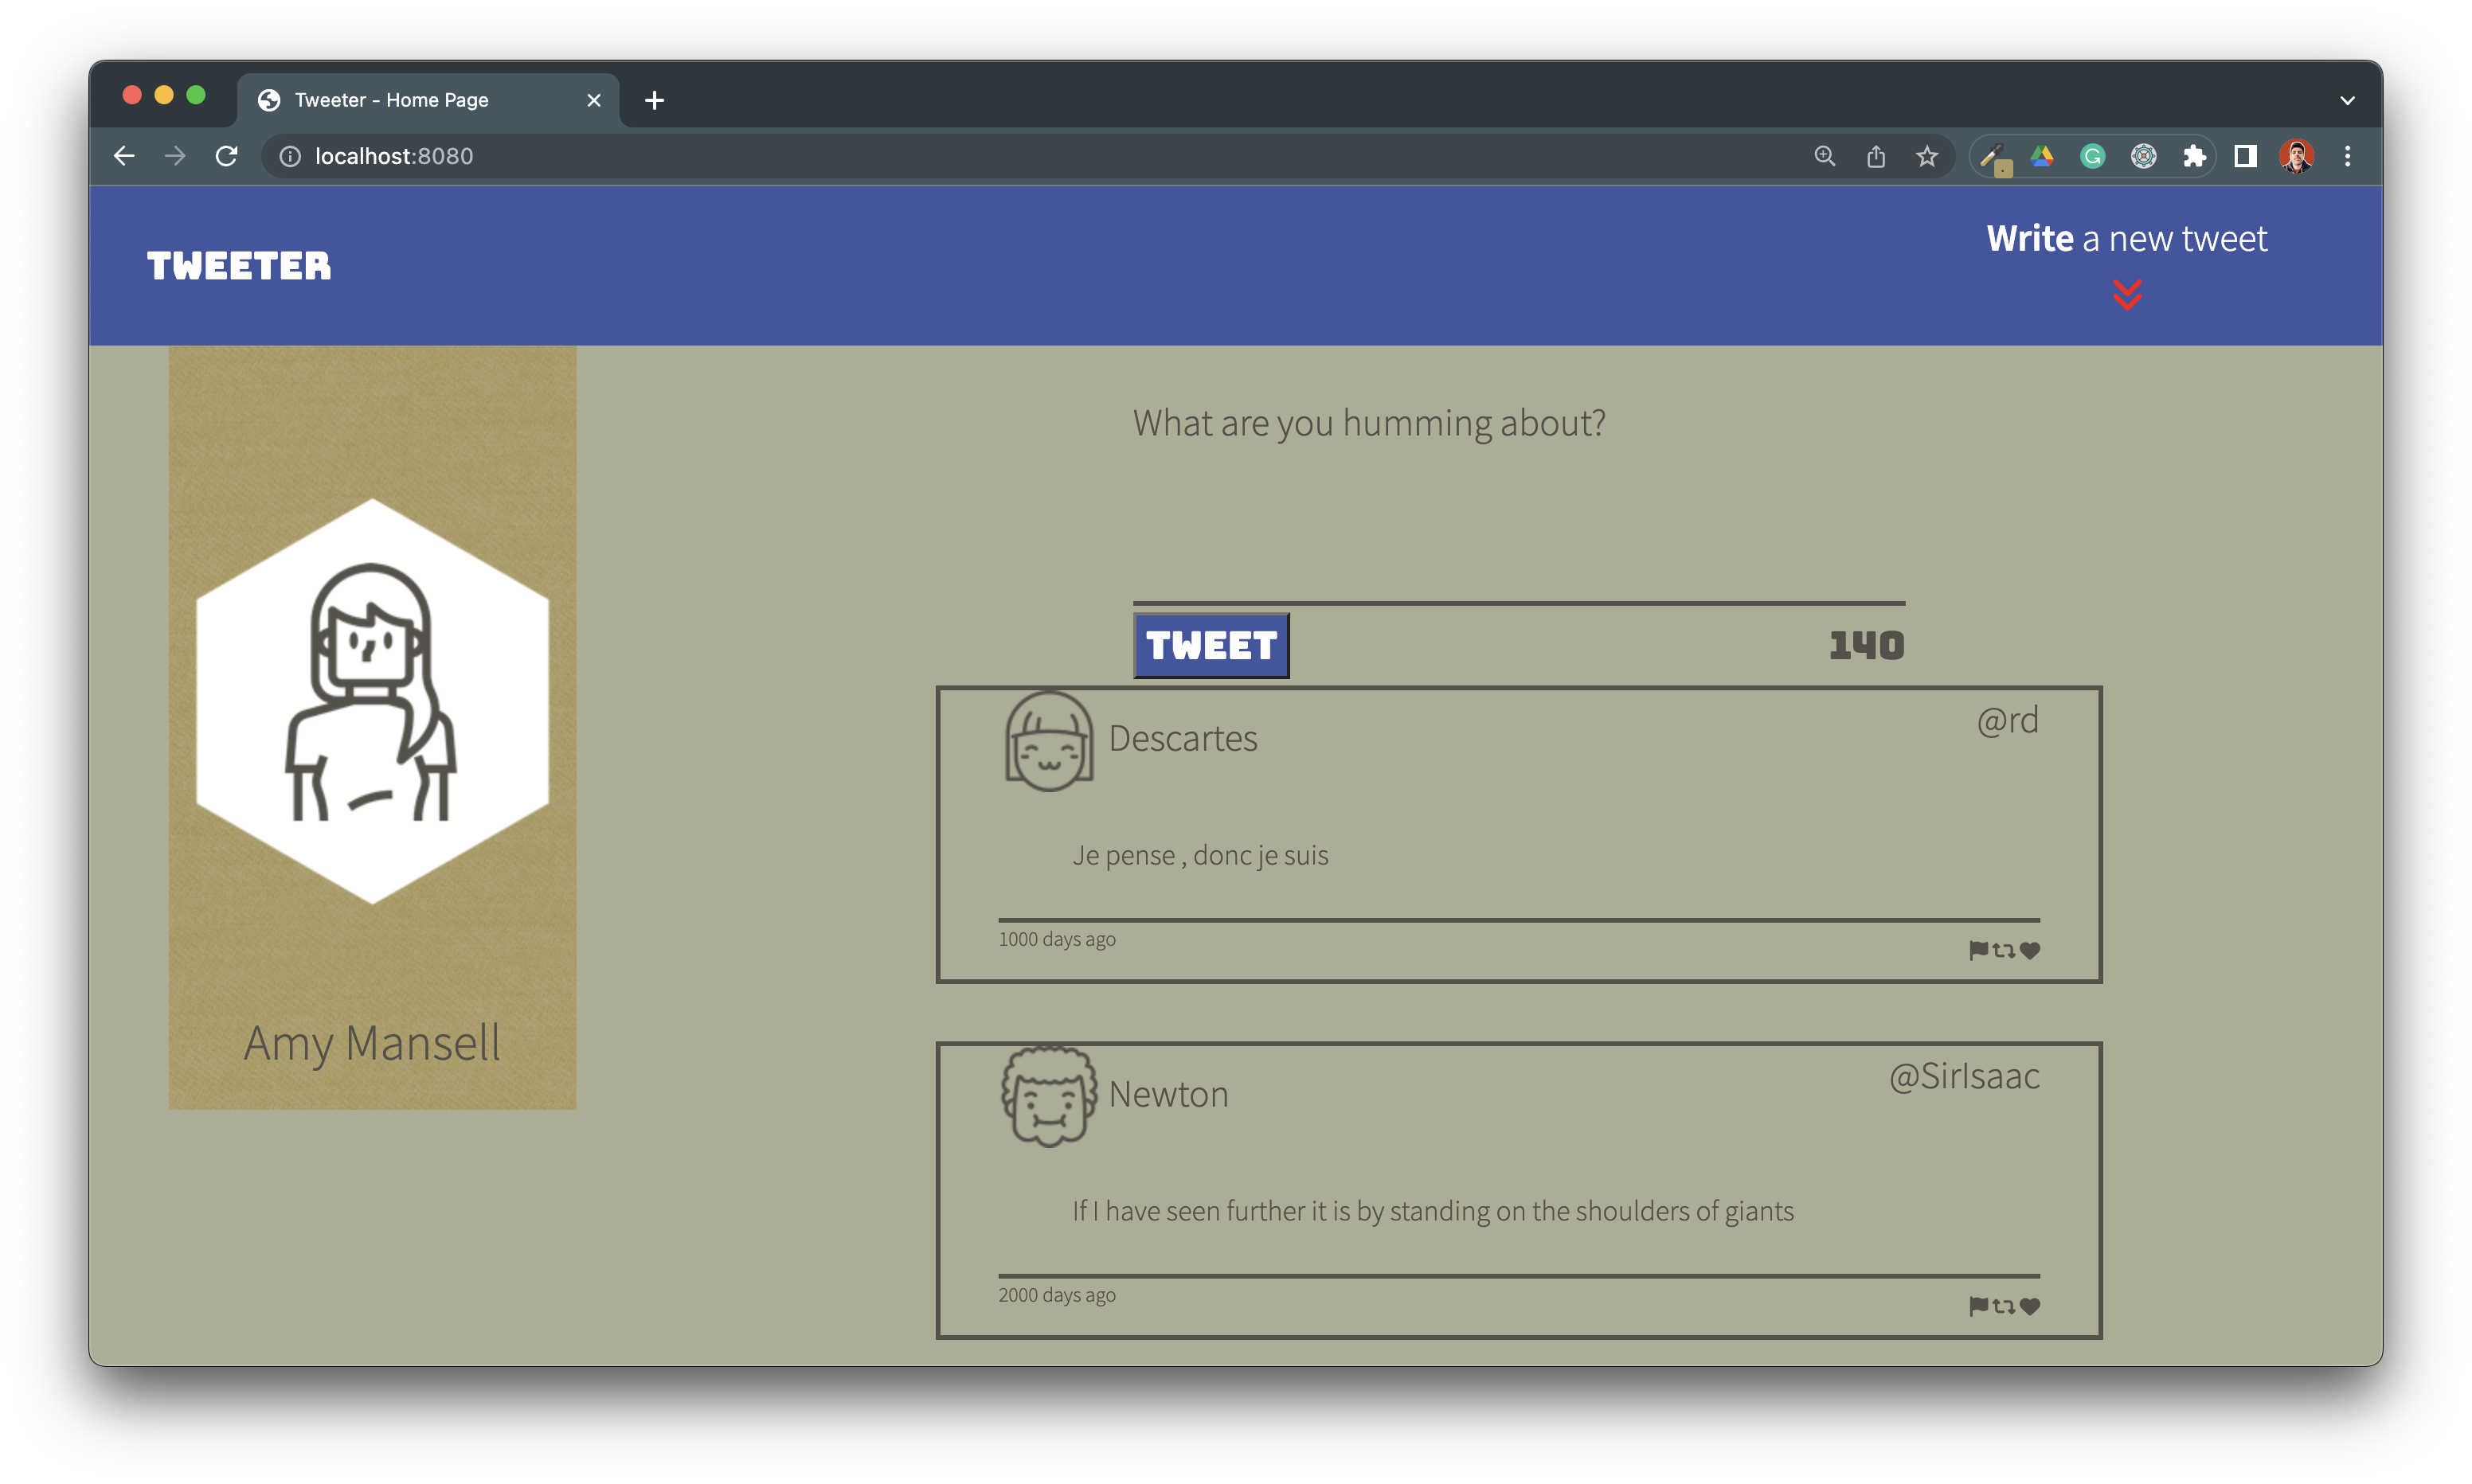 Tweeter - Home Page
localhost:8080
TWEETER
Write a new tweet
What are you humming about?
TWEET
140
Amy Mansell
Descartes
@rd
Je pense , donc je suis
1000 days ago
Newton
@SirIsaac
If I have seen further it is by standing on the shoulders of giants
2000 days ago